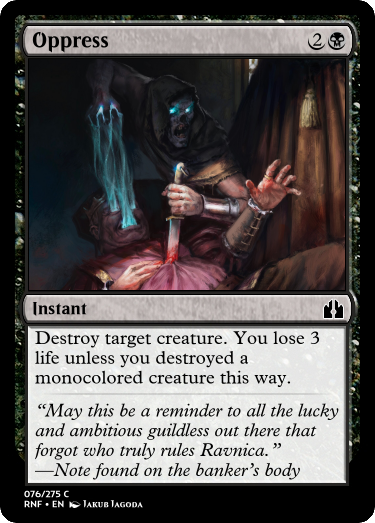 Oppress 2
Instant
Destroy target creature. You lose 3
life unless you destroyed a
monocolored creature this way.
“May this be a reminder to all the lucky
and ambitious guildless out there that
forgot who truly rules Ravnica.”
—Note found on the banker's body
076/275 C
RNF • EN Jakub Jagoda